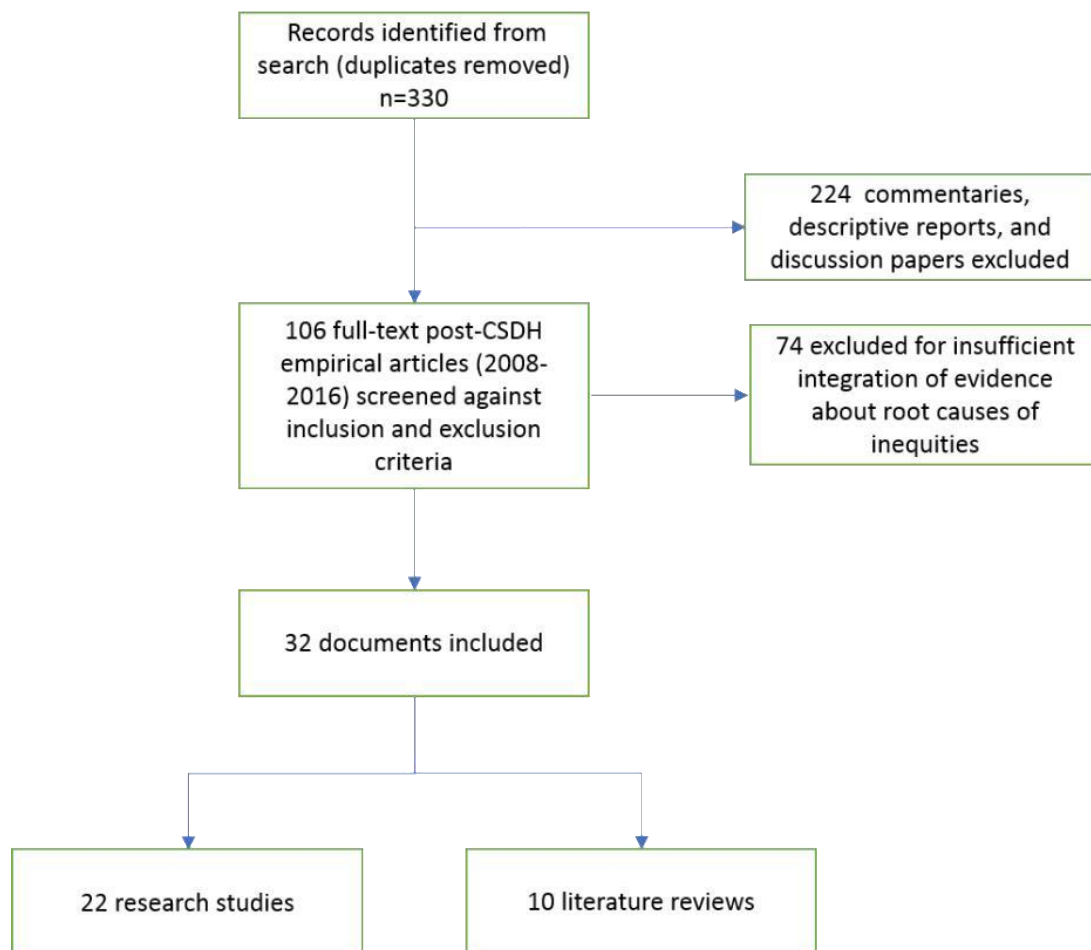 Records identified from
search (duplicates removed)
n=330
224 commentaries,
descriptive reports, and
discussion papers excluded
106 full-text post-CSDH
empirical articles (2008-
2016) screened against
inclusion and exclusion
criteria
74 excluded for insufficient
integration of evidence
about root causes of
inequities
32 documents included
22 research studies
10 literature reviews